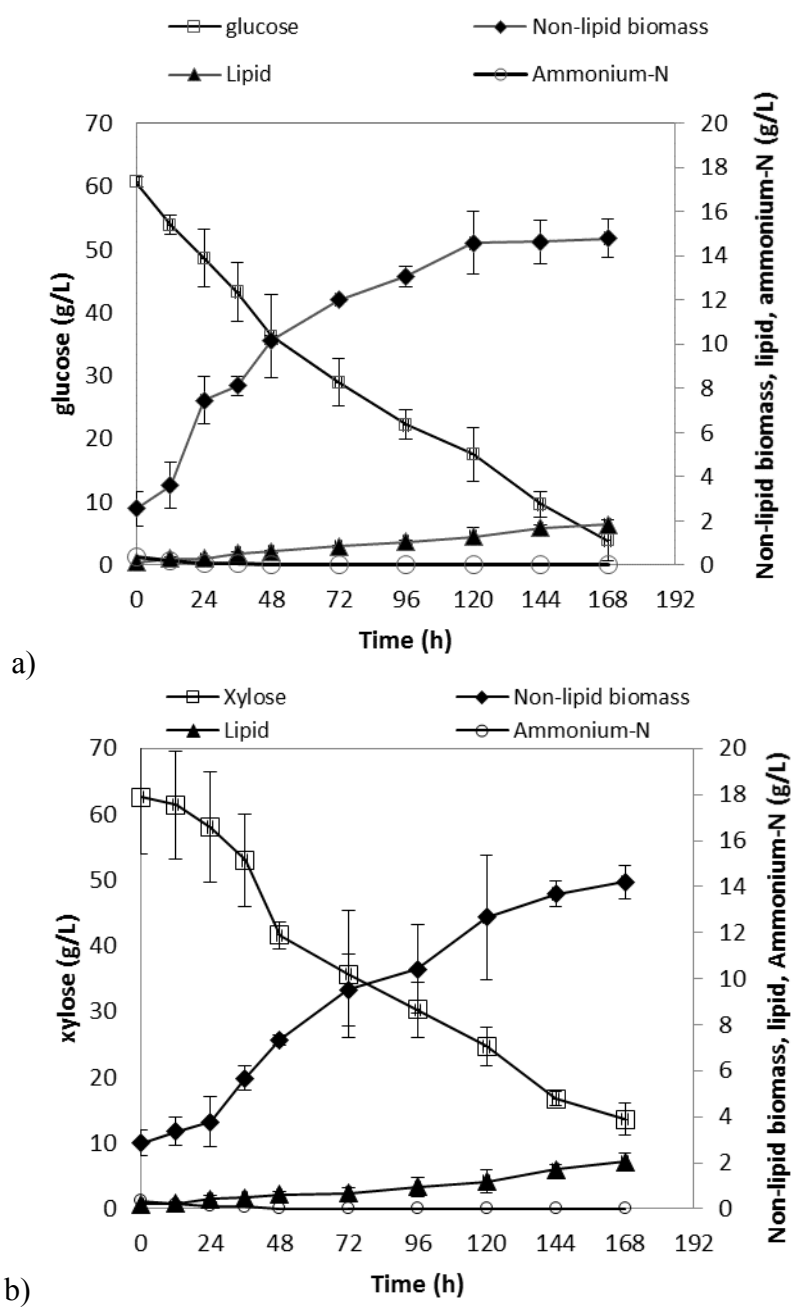 glucose Non-lipid biomass
Lipid Ammonium-N
70
60
50
40
30
20
10
0
20
18
16
14
12
10
8
6
4
2
0
0 24 48 72 96 120 144 168 192
glucose (g/L)
Non-lipid biomass, lipid, ammonium-N (g/L)
Time (h)
a)
Xylose Non-lipid biomass
Lipid Ammonium-N
70
60
50
40
30
20
10
0
20
18
16
14
12
10
8
6
4
2
0
0 24 48 72 96 120 144 168 192
xylose (g/L)
Non-lipid biomass, lipid, Ammonium-N (g/L)
Time (h)
b)